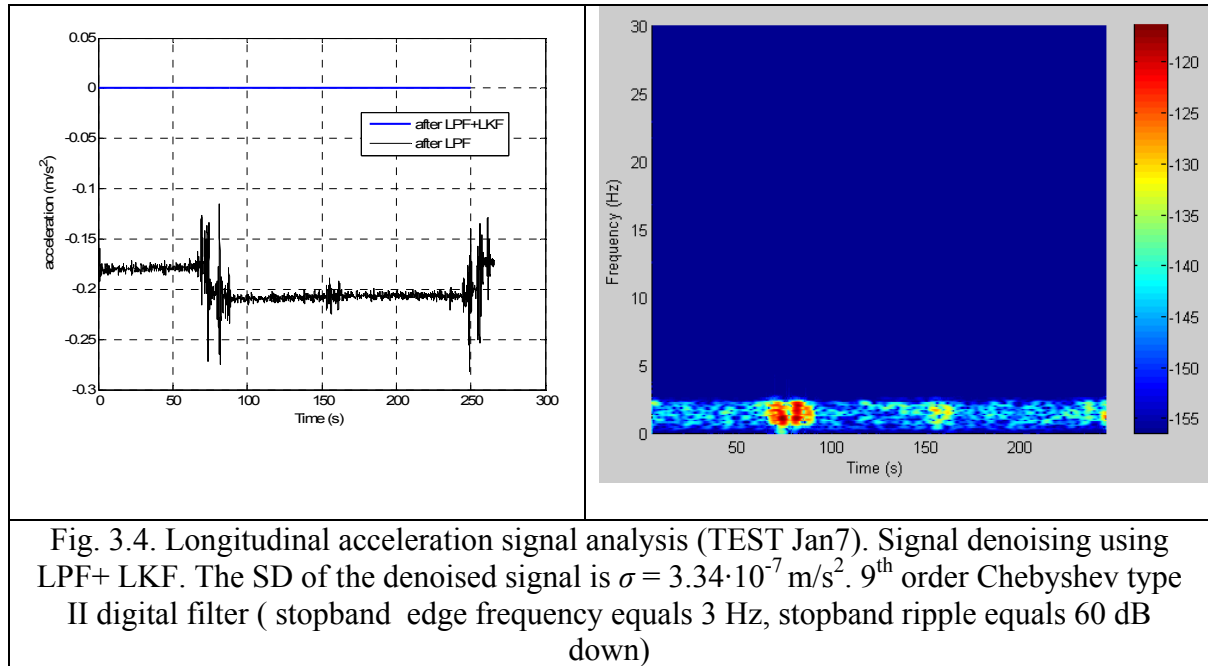 0.05
0
-0.05
-0.1
-0.15
-0.2
-0.25
-0.3
acceleration (m/s²)
after LPF+LKF
after LPF
0 50 100 150 200 250 300
Time (s)
30
25
20
15
10
5
0
Frequency (Hz)
50 100 150 200
Time (s)
-120
-125
-130
-135
-140
-145
-150
-155
Fig. 3.4. Longitudinal acceleration signal analysis (TEST Jan7). Signal denoising using
LPF+ LKF. The SD of the denoised signal is σ = 3.34·10⁻⁷ m/s². 9ᵗʰ order Chebyshev type
II digital filter ( stopband edge frequency equals 3 Hz, stopband ripple equals 60 dB
down)